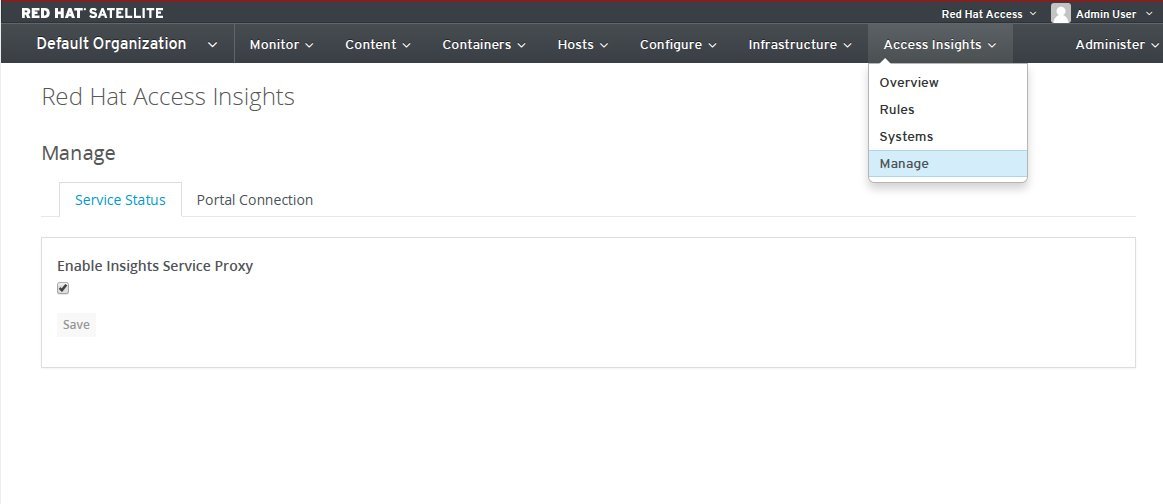 RED HAT SATELLITE
Red Hat Access
Admin User
Default Organization
Monitor
Content
Containers
Hosts
Configure
Infrastructure
Access Insights
Administer
Overview
Rules
Systems
Manage
Red Hat Access Insights
Manage
Service Status
Portal Connection
Enable Insights Service Proxy
Save